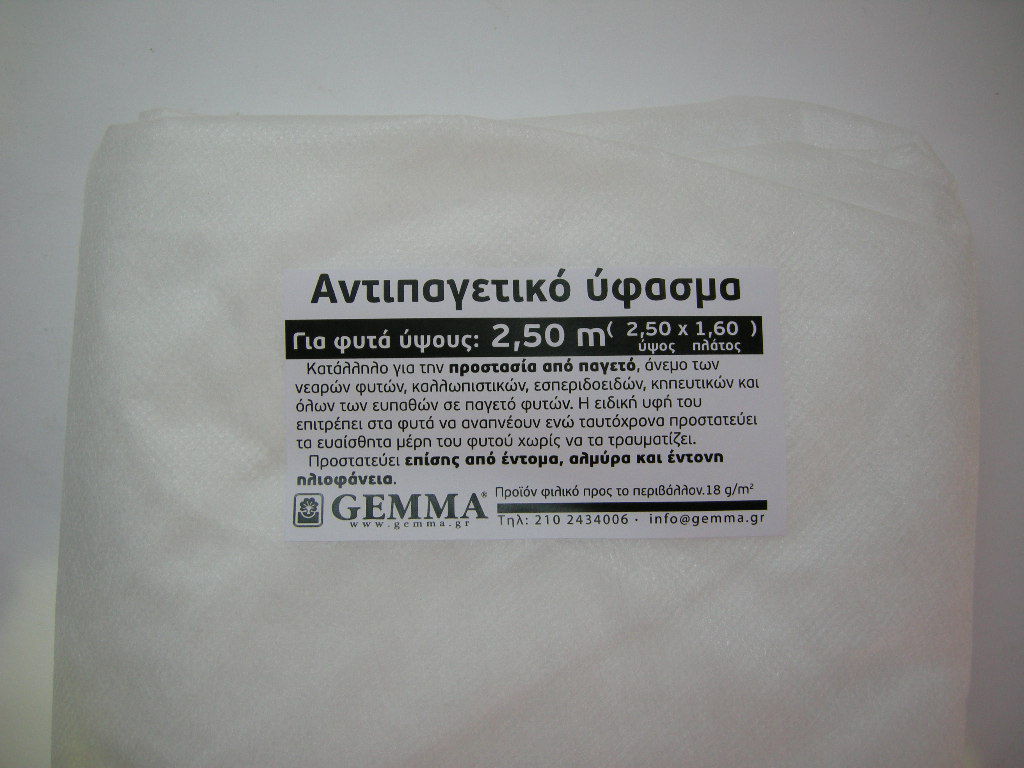 Αντιπαγετικό ύφασμα
Για φυτά ύψους: 2,50 m ( 2,50 x 1,60 )
ύψος πλάτος
Κατάλληλο για την προστασία από παγετό, άνεμο των
νεαρών φυτών, καλλωπιστικών, εσπεριδοειδών, κηπευτικών και
όλων των ευπαθών σε παγετό φυτών. Η ειδική υφή του
επιτρέπει στα φυτά να αναπνέουν ενώ ταυτόχρονα προστατεύει
τα ευαίσθητα μέρη του φυτού χωρίς να τα τραυματίζει.
Προστατεύει επίσης από έντομα, αλμύρα και έντονη
ηλιοφάνεια.
GEMMA®
www.gemma.gr
Προϊόν φιλικό προς το περιβάλλον.18 g/m²
Τηλ: 210 2434006 · info@gemma.gr